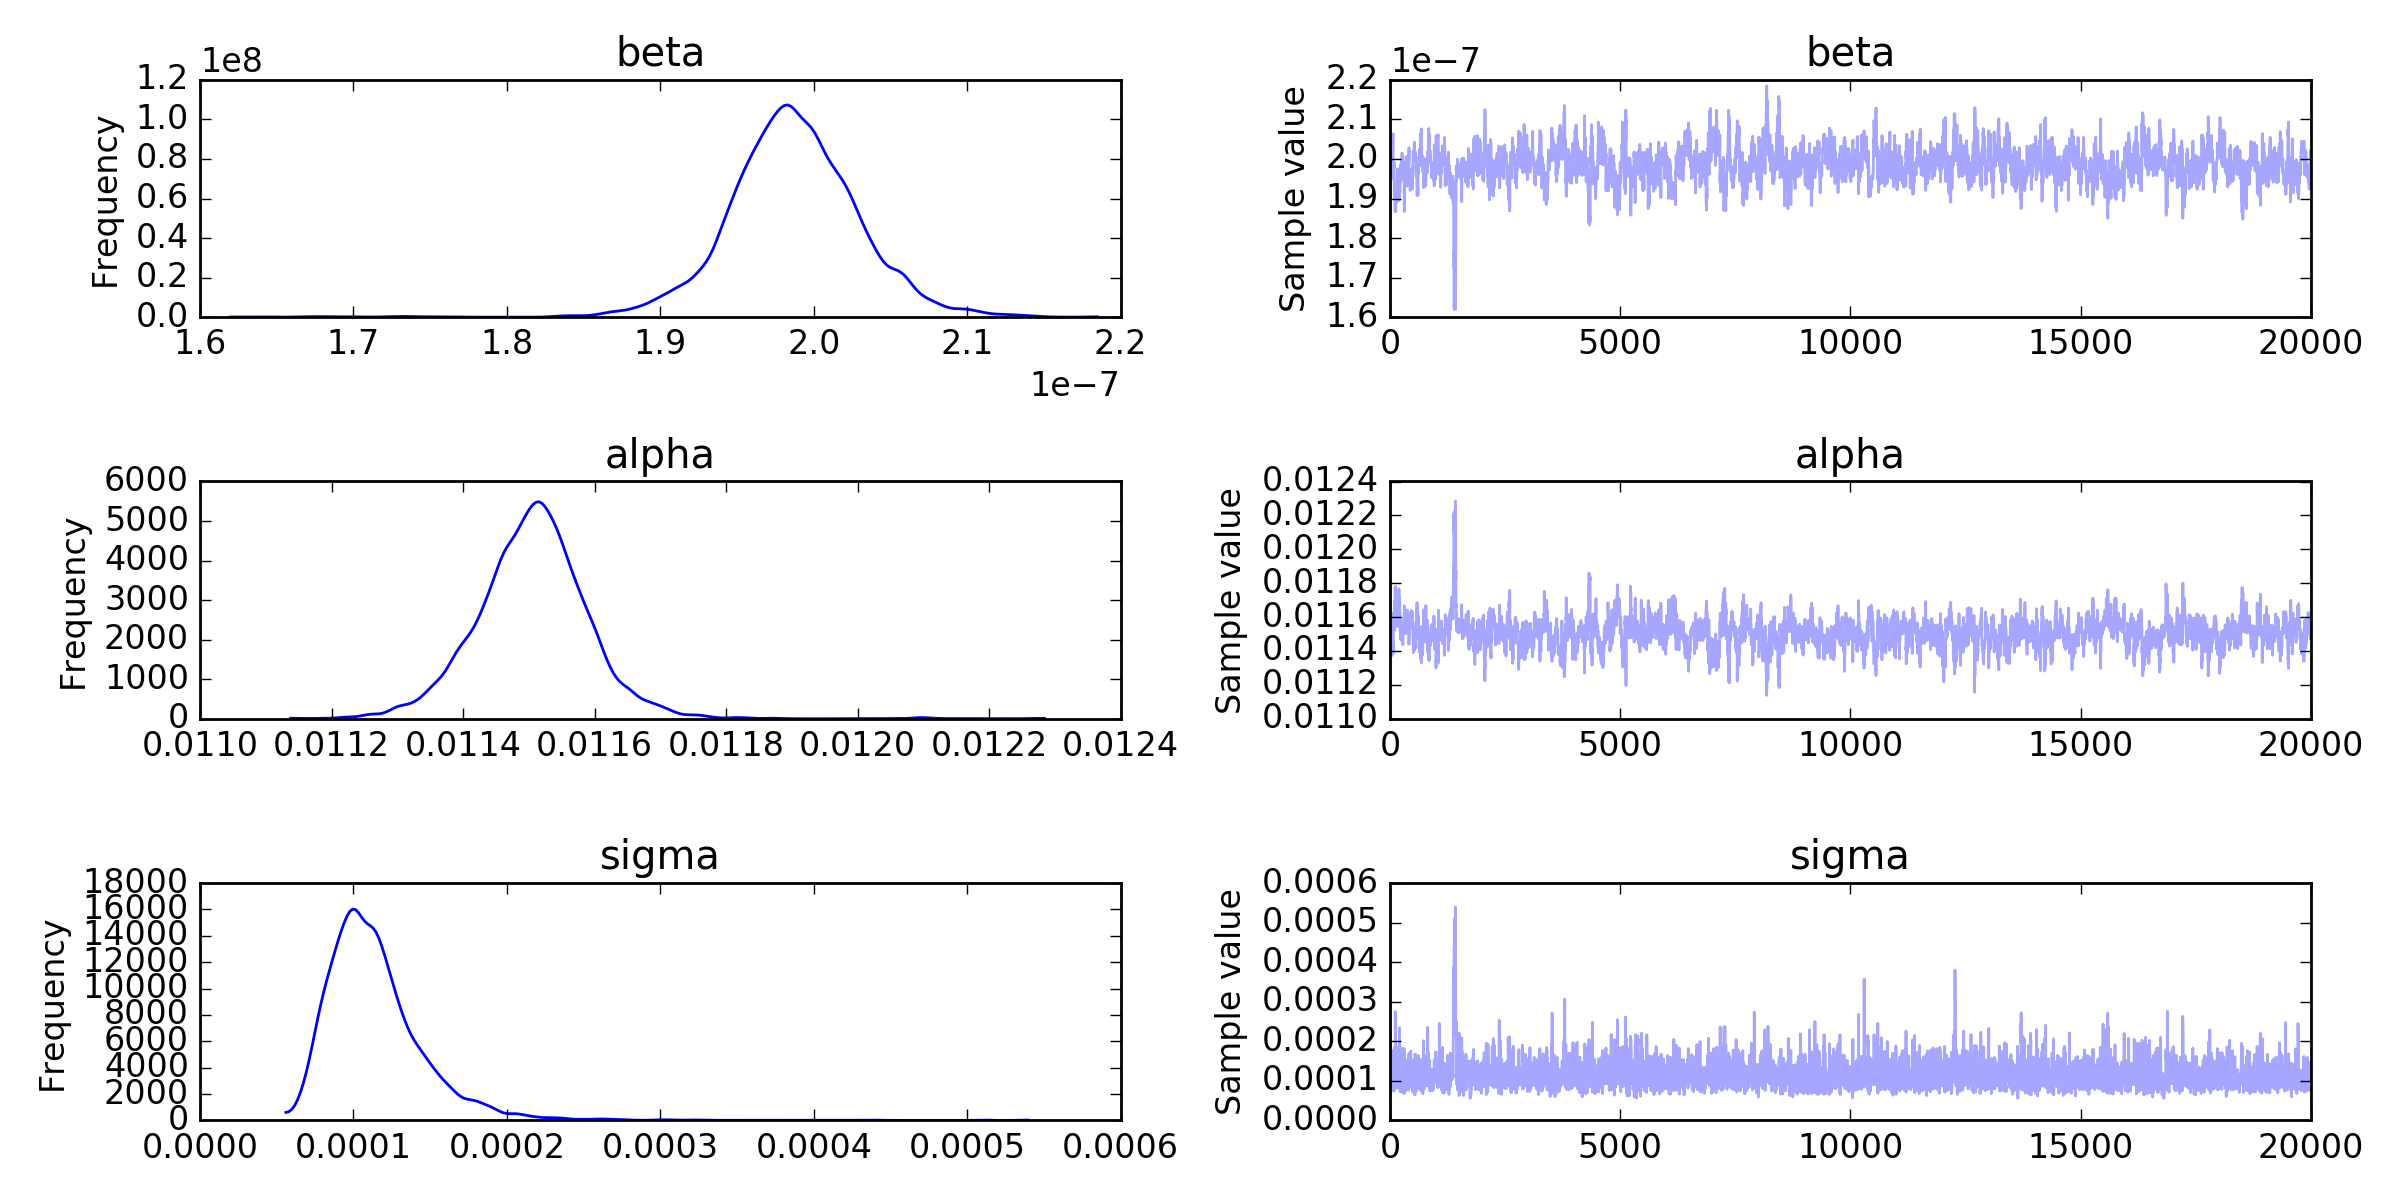 beta
1e8
1.2
1.0
0.8
0.6
0.4
0.2
0.0
Frequency
1.6 1.7 1.8 1.9 2.0 2.1 2.2
1e−7
beta
1e−7
2.2
2.1
2.0
1.9
1.8
1.7
1.6
Sample value
0 5000 10000 15000 20000
alpha
6000
5000
4000
3000
2000
1000
0
Frequency
0.0110 0.0112 0.0114 0.0116 0.0118 0.0120 0.0122 0.0124
alpha
0.0124
0.0122
0.0120
0.0118
0.0116
0.0114
0.0112
0.0110
Sample value
0 5000 10000 15000 20000
sigma
18000
16000
14000
12000
10000
8000
6000
4000
2000
0
Frequency
0.0000 0.0001 0.0002 0.0003 0.0004 0.0005 0.0006
sigma
0.0006
0.0005
0.0004
0.0003
0.0002
0.0001
0.0000
Sample value
0 5000 10000 15000 20000